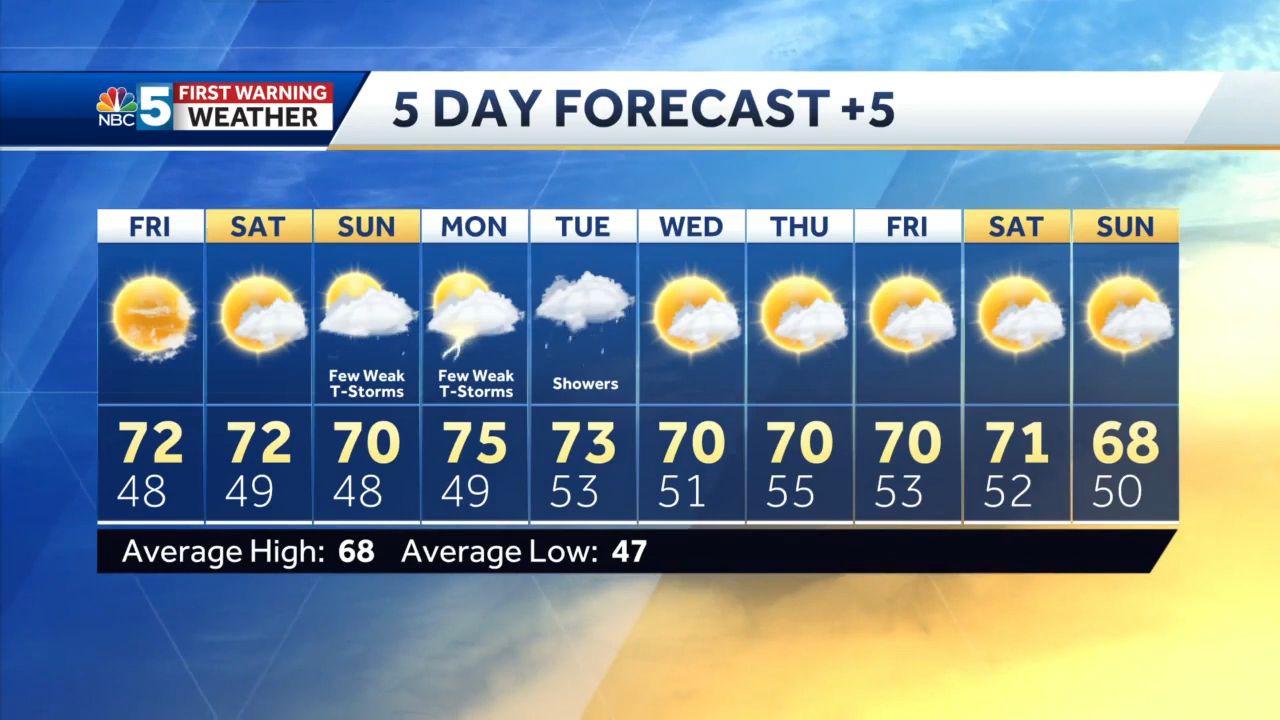 NBC 5 FIRST WARNING
WEATHER
5 DAY FORECAST +5
FRI SAT SUN MON TUE WED THU FRI SAT SUN
Few Weak Few Weak Showers
T-Storms T-Storms
72 72 70 75 73 70 70 70 71 68
48 49 48 49 53 51 55 53 52 50
Average High: 68 Average Low: 47